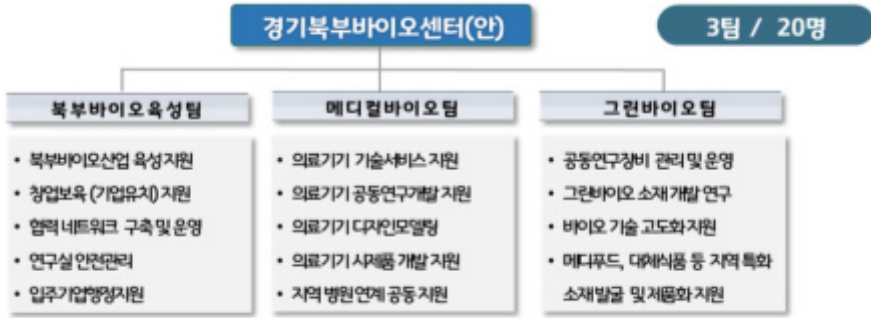 경기북부바이오센터(안)
3팀 / 20명
북부바이오육성팀
• 북부바이오산업 육성 지원
• 창업보육 (기업유치) 지원
• 협력 네트워크 구축 및 운영
• 연구실 안전관리
• 입주기업행정지원
메디컬바이오팀
• 의료기기 기술서비스 지원
• 의료기기 공동연구개발 지원
• 의료기기 디자인모델링
• 의료기기 시제품 개발 지원
• 지역 병원 연계 공동 지원
그린바이오팀
• 공동연구장비 관리 및 운영
• 그린바이오 소재 개발 연구
• 바이오 기술 고도화 지원
• 메디푸드, 대체식품 등 지역 특화
소재 발굴 및 제품화 지원